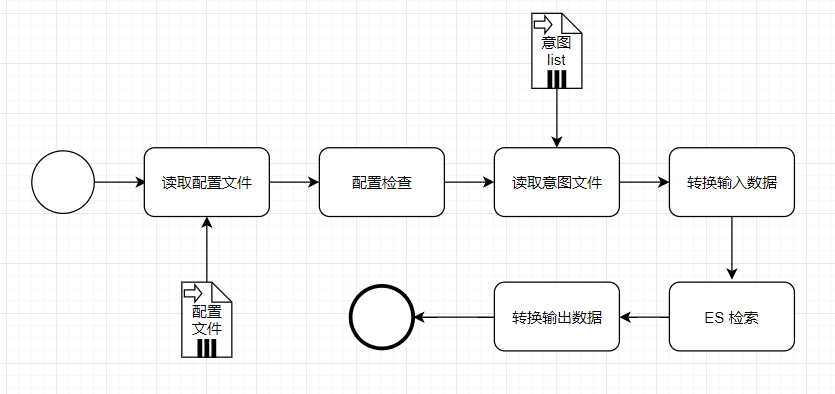 意图
list
读取配置文件
配置检查
读取意图文件
转换输入数据
配置
文件
转换输出数据
ES 检索